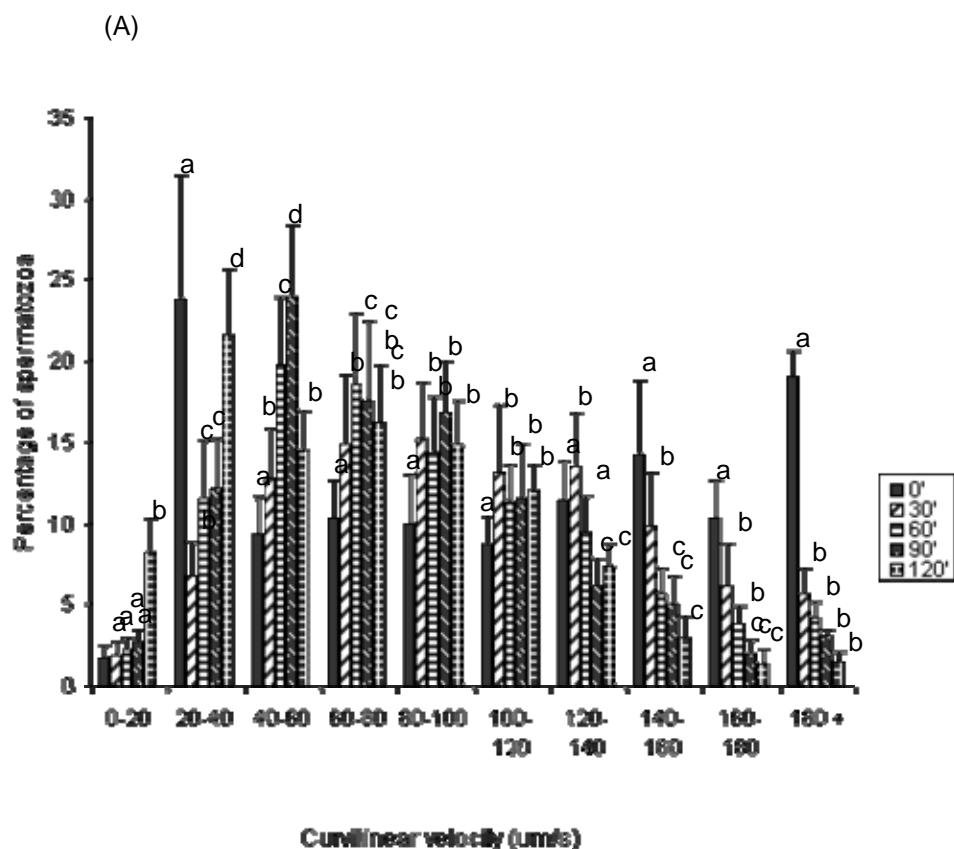 (A)
Percentage of spermatozoa
35
30
25
20
15
10
5
0
a a a a b
a b c c d
a b c d b
a b c c b c b
a b b b b
a b b b b
a b a c c
a b c c c
a b b c c c
a b b b b
0-20 20-40 40-60 60-80 80-100 100-120 120-140 140-160 160-180 180 +
Curvilinear velocity (um/s)
0'
30'
60'
90'
120'